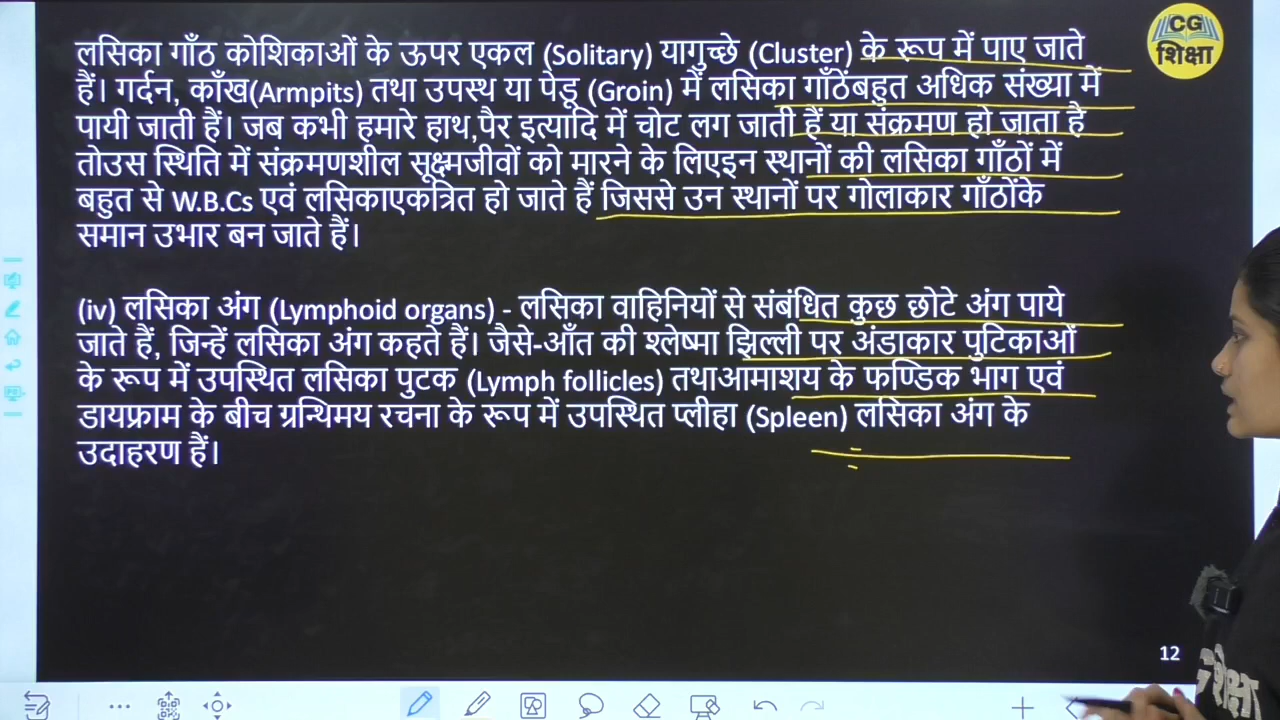 CG
शिक्षा
लसिका गाँठ कोशिकाओं के ऊपर एकल (Solitary) यागुच्छे (Cluster) के रूप में पाए जाते
हैं। गर्दन, काँख(Armpits) तथा उपस्थ या पेडू (Groin) में लसिका गाँठेंबहुत अधिक संख्या में
पायी जाती हैं। जब कभी हमारे हाथ,पैर इत्यादि में चोट लग जाती हैं या संक्रमण हो जाता है
तोउस स्थिति में संक्रमणशील सूक्ष्मजीवों को मारने के लिएइन स्थानों की लसिका गाँठों में
बहुत से W.B.Cs एवं लसिकाएकत्रित हो जाते हैं जिससे उन स्थानों पर गोलाकार गाँठोंके
समान उभार बन जाते हैं।
(iv) लसिका अंग (Lymphoid organs) - लसिका वाहिनियों से संबंधित कुछ छोटे अंग पाये
जाते हैं, जिन्हें लसिका अंग कहते हैं। जैसे-आँत की श्लेष्मा झिल्ली पर अंडाकार पुटिकाओं
के रूप में उपस्थित लसिका पुटक (Lymph follicles) तथाआमाशय के फण्डिक भाग एवं
डायफ्राम के बीच ग्रन्थिमय रचना के रूप में उपस्थित प्लीहा (Spleen) लसिका अंग के
उदाहरण हैं।
12